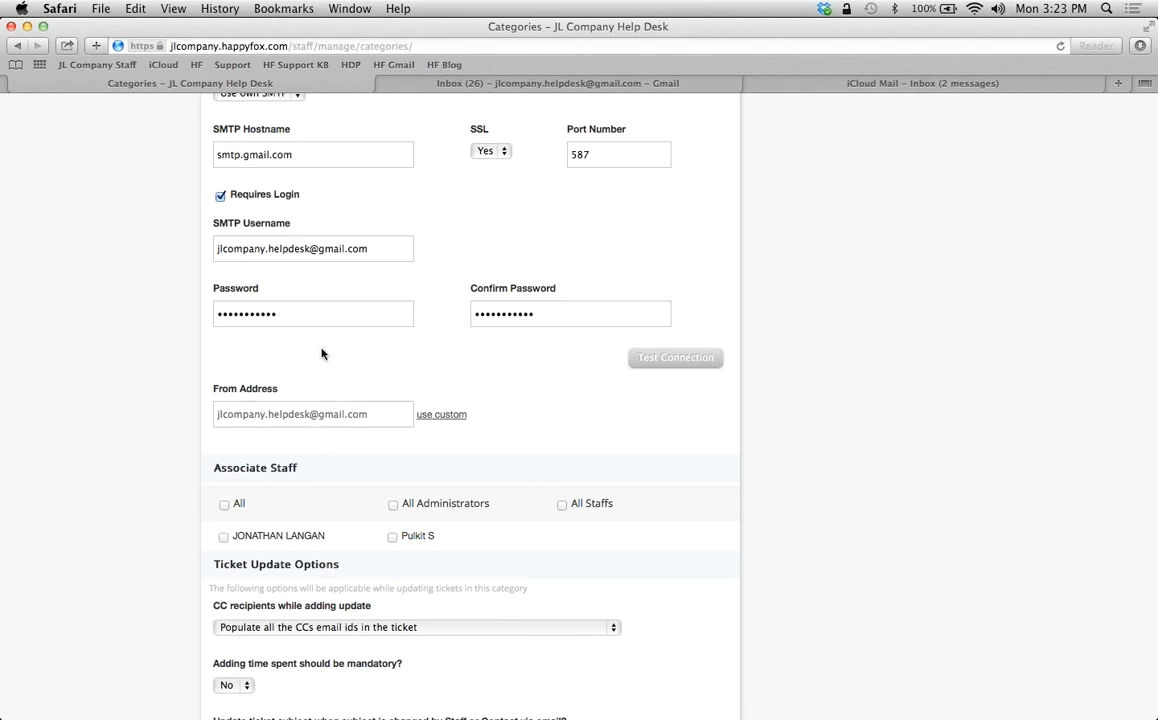 Safari File Edit View History Bookmarks Window Help 100% Mon 3:23 PM
Categories – JL Company Help Desk
https jlcompany.happyfox.com/staff/manage/categories/ Reader
JL Company Staff iCloud HF Support HF Support KB HDP HF Gmail HF Blog
Categories – JL Company Help Desk Inbox (26) – jlcompany.helpdesk@gmail.com – Gmail iCloud Mail – Inbox (2 messages)
Use own SMTP
SMTP Hostname SSL Port Number
smtp.gmail.com Yes 587
Requires Login
SMTP Username
jlcompany.helpdesk@gmail.com
Password Confirm Password
••••••••••• •••••••••••
Test Connection
From Address
jlcompany.helpdesk@gmail.com use custom
Associate Staff
All All Administrators All Staffs
JONATHAN LANGAN Pulkit S
Ticket Update Options
The following options will be applicable while updating tickets in this category
CC recipients while adding update
Populate all the CCs email ids in the ticket
Adding time spent should be mandatory?
No
Update ticket subject when subject is changed by Staff or Contact via email?